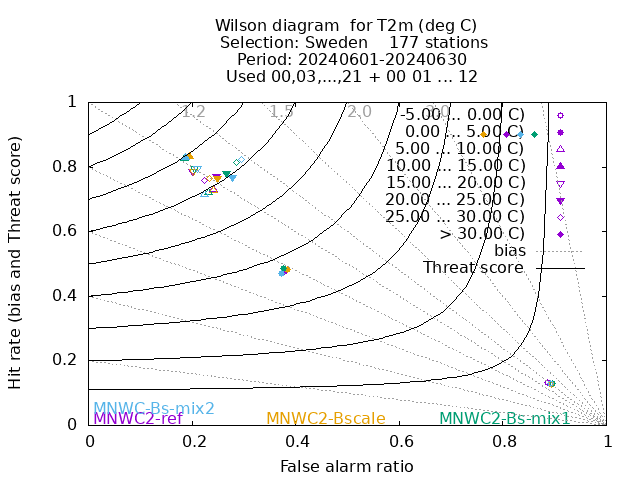 Wilson diagram  for T2m (deg C)
Selection: Sweden    177 stations
Period: 20240601-20240630
Used 00,03,...,21 + 00 01 ... 12
1.2 1.5 2.0 3.0
-5.00 ... 0.00 C)
0.00 ... 5.00 C)
5.00 ... 10.00 C)
10.00 ... 15.00 C)
15.00 ... 20.00 C)
20.00 ... 25.00 C)
25.00 ... 30.00 C)
> 30.00 C)
bias
Threat score
Hit rate (bias and Threat score)
1
0.8
0.6
0.4
0.2
0
MNWC-Bs-mix2
MNWC2-ref MNWC2-Bscale MNWC2-Bs-mix1
0 0.2 0.4 0.6 0.8 1
False alarm ratio